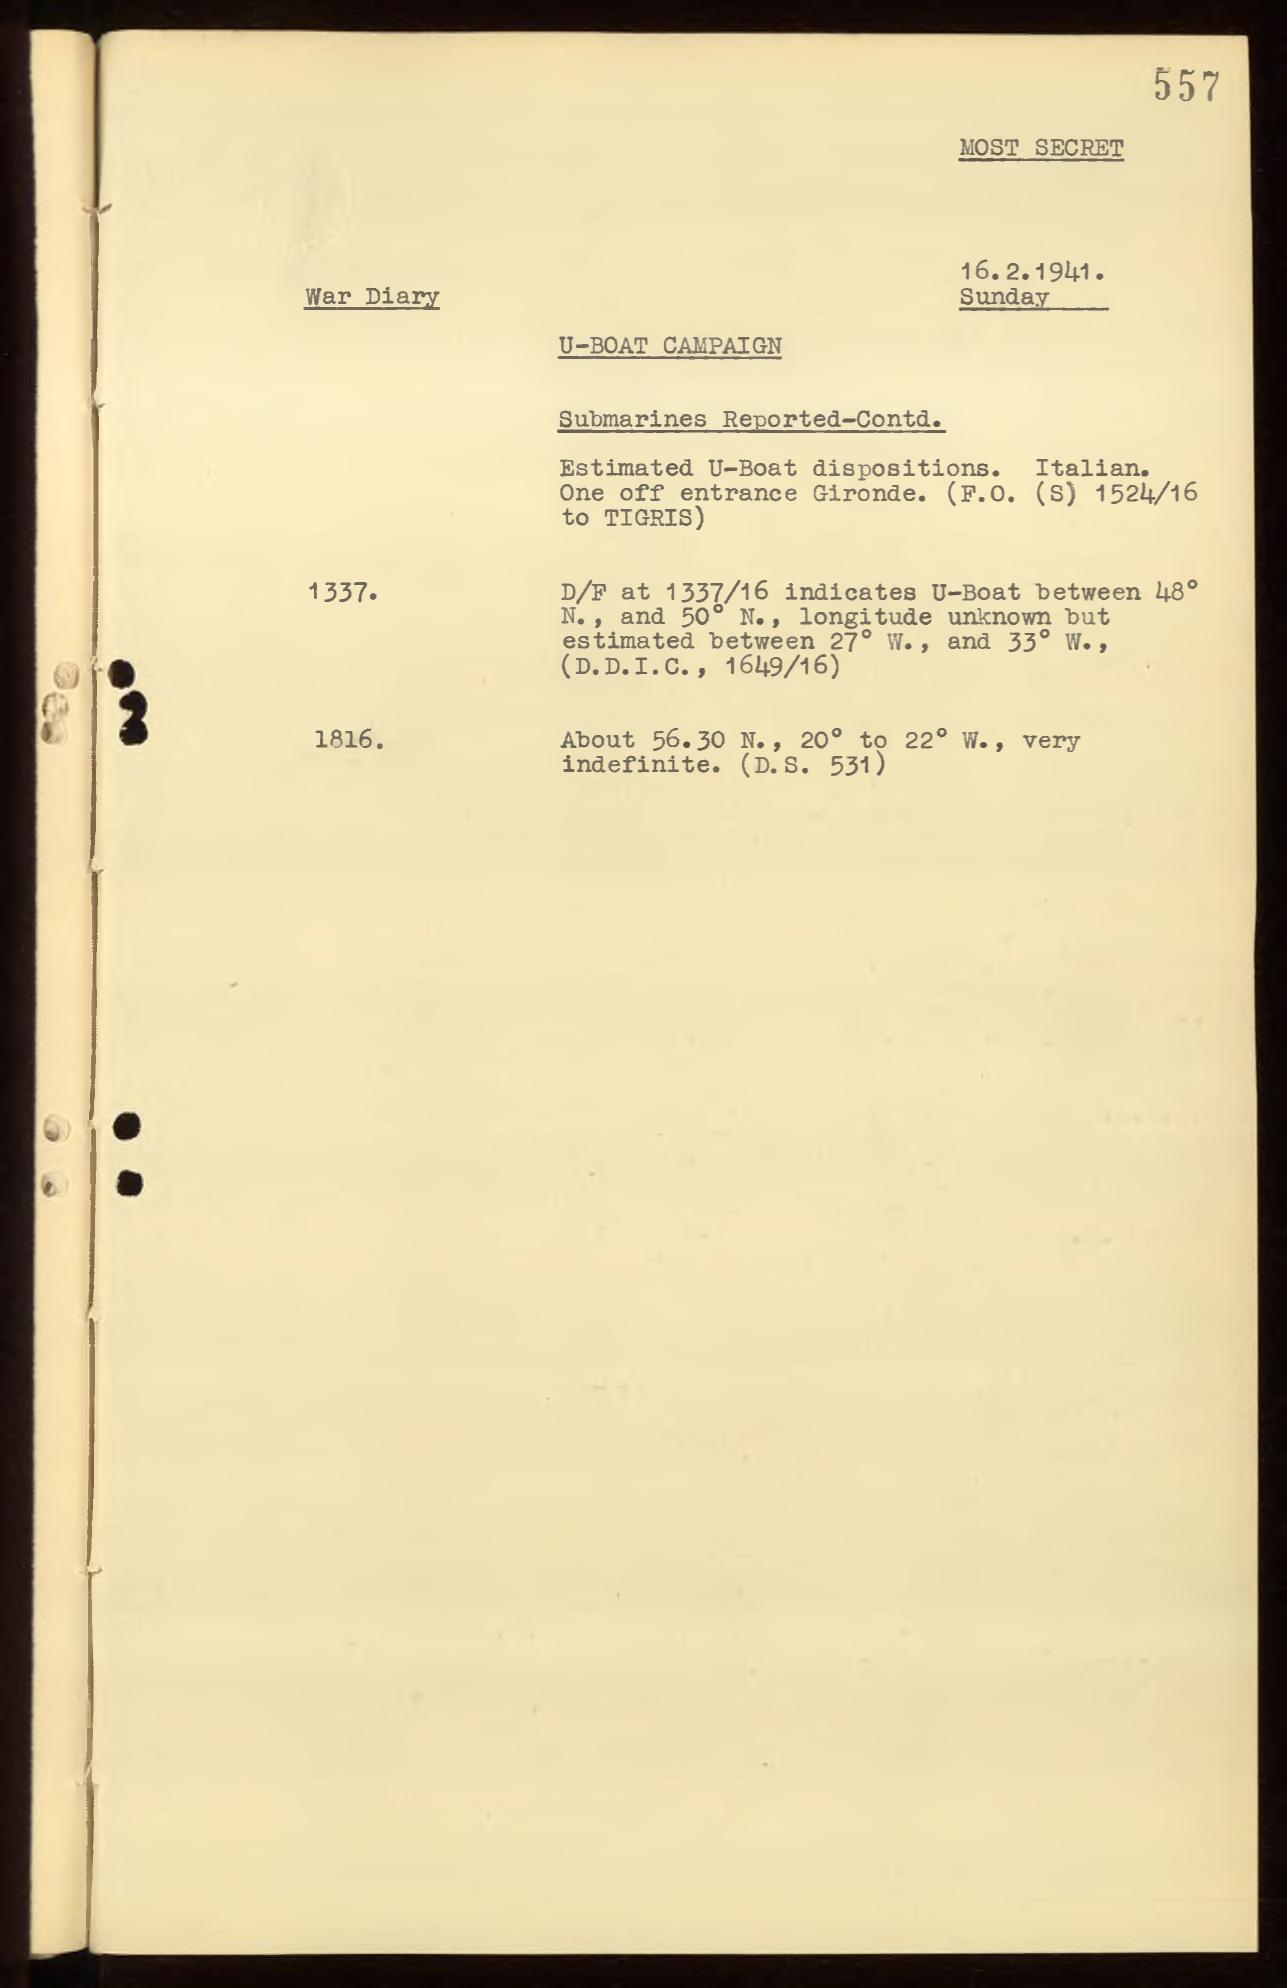 557
MOST SECRET
16.2.1941.
War Diary
Sunday
U-BOAT CAMPAIGN
Submarines Reported-Contd.
Estimated U-Boat dispositions. Italian.
One off entrance Gironde. (F.O. (S) 1524/16
to TIGRIS)
1337.
D/F at 1337/16 indicates U-Boat between 48°
N., and 50° N., longitude unknown but
estimated between 27° W., and 33° W.,
(D.D.I.C., 1649/16)
1816.
About 56.30 N., 20° to 22° W., very
indefinite. (D.S. 531)